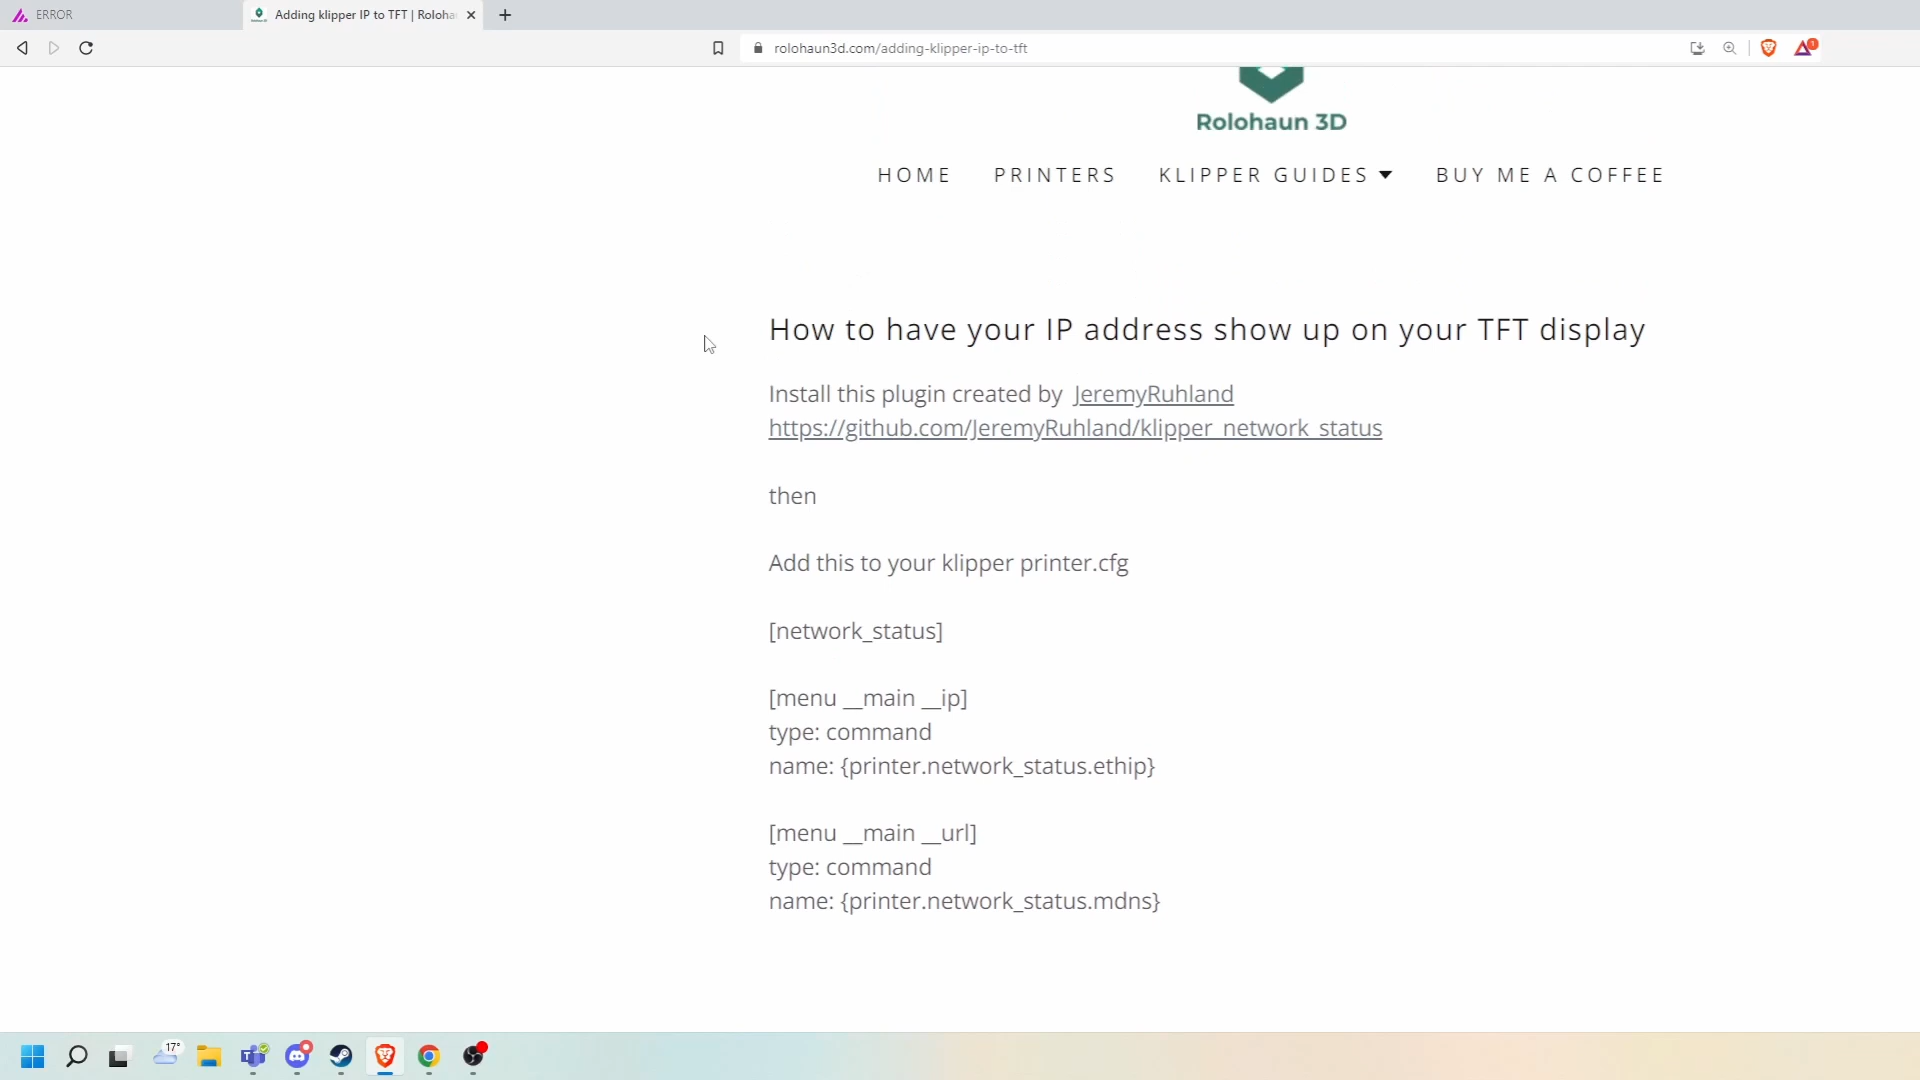 ERROR
Adding klipper IP to TFT | Roloha
rolohaun3d.com/adding-klipper-ip-to-tft
1
Rolohaun 3D
HOME PRINTERS KLIPPER GUIDES BUY ME A COFFEE
How to have your IP address show up on your TFT display
Install this plugin created by JeremyRuhland
https://github.com/JeremyRuhland/klipper_network_status
then
Add this to your klipper printer.cfg
[network_status]
[menu __main __ip]
type: command
name: {printer.network_status.ethip}
[menu __main __url]
type: command
name: {printer.network_status.mdns}
17°